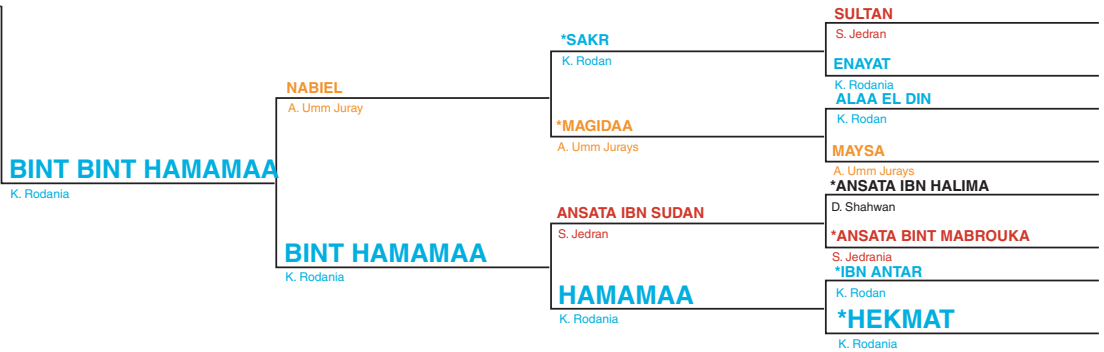 BINT BINT HAMAMAA
K. Rodania
NABIEL
A. Umm Juray
BINT HAMAMAA
K. Rodania
*SAKR
K. Rodan
*MAGIDAA
A. Umm Jurays
ANSATA IBN SUDAN
S. Jedran
HAMAMAA
K. Rodania
SULTAN
S. Jedran
ENAYAT
K. Rodania
ALAA EL DIN
K. Rodan
MAYSA
A. Umm Jurays
*ANSATA IBN HALIMA
D. Shahwan
*ANSATA BINT MABROUKA
S. Jedrania
*IBN ANTAR
K. Rodan
*HEKMAT
K. Rodania